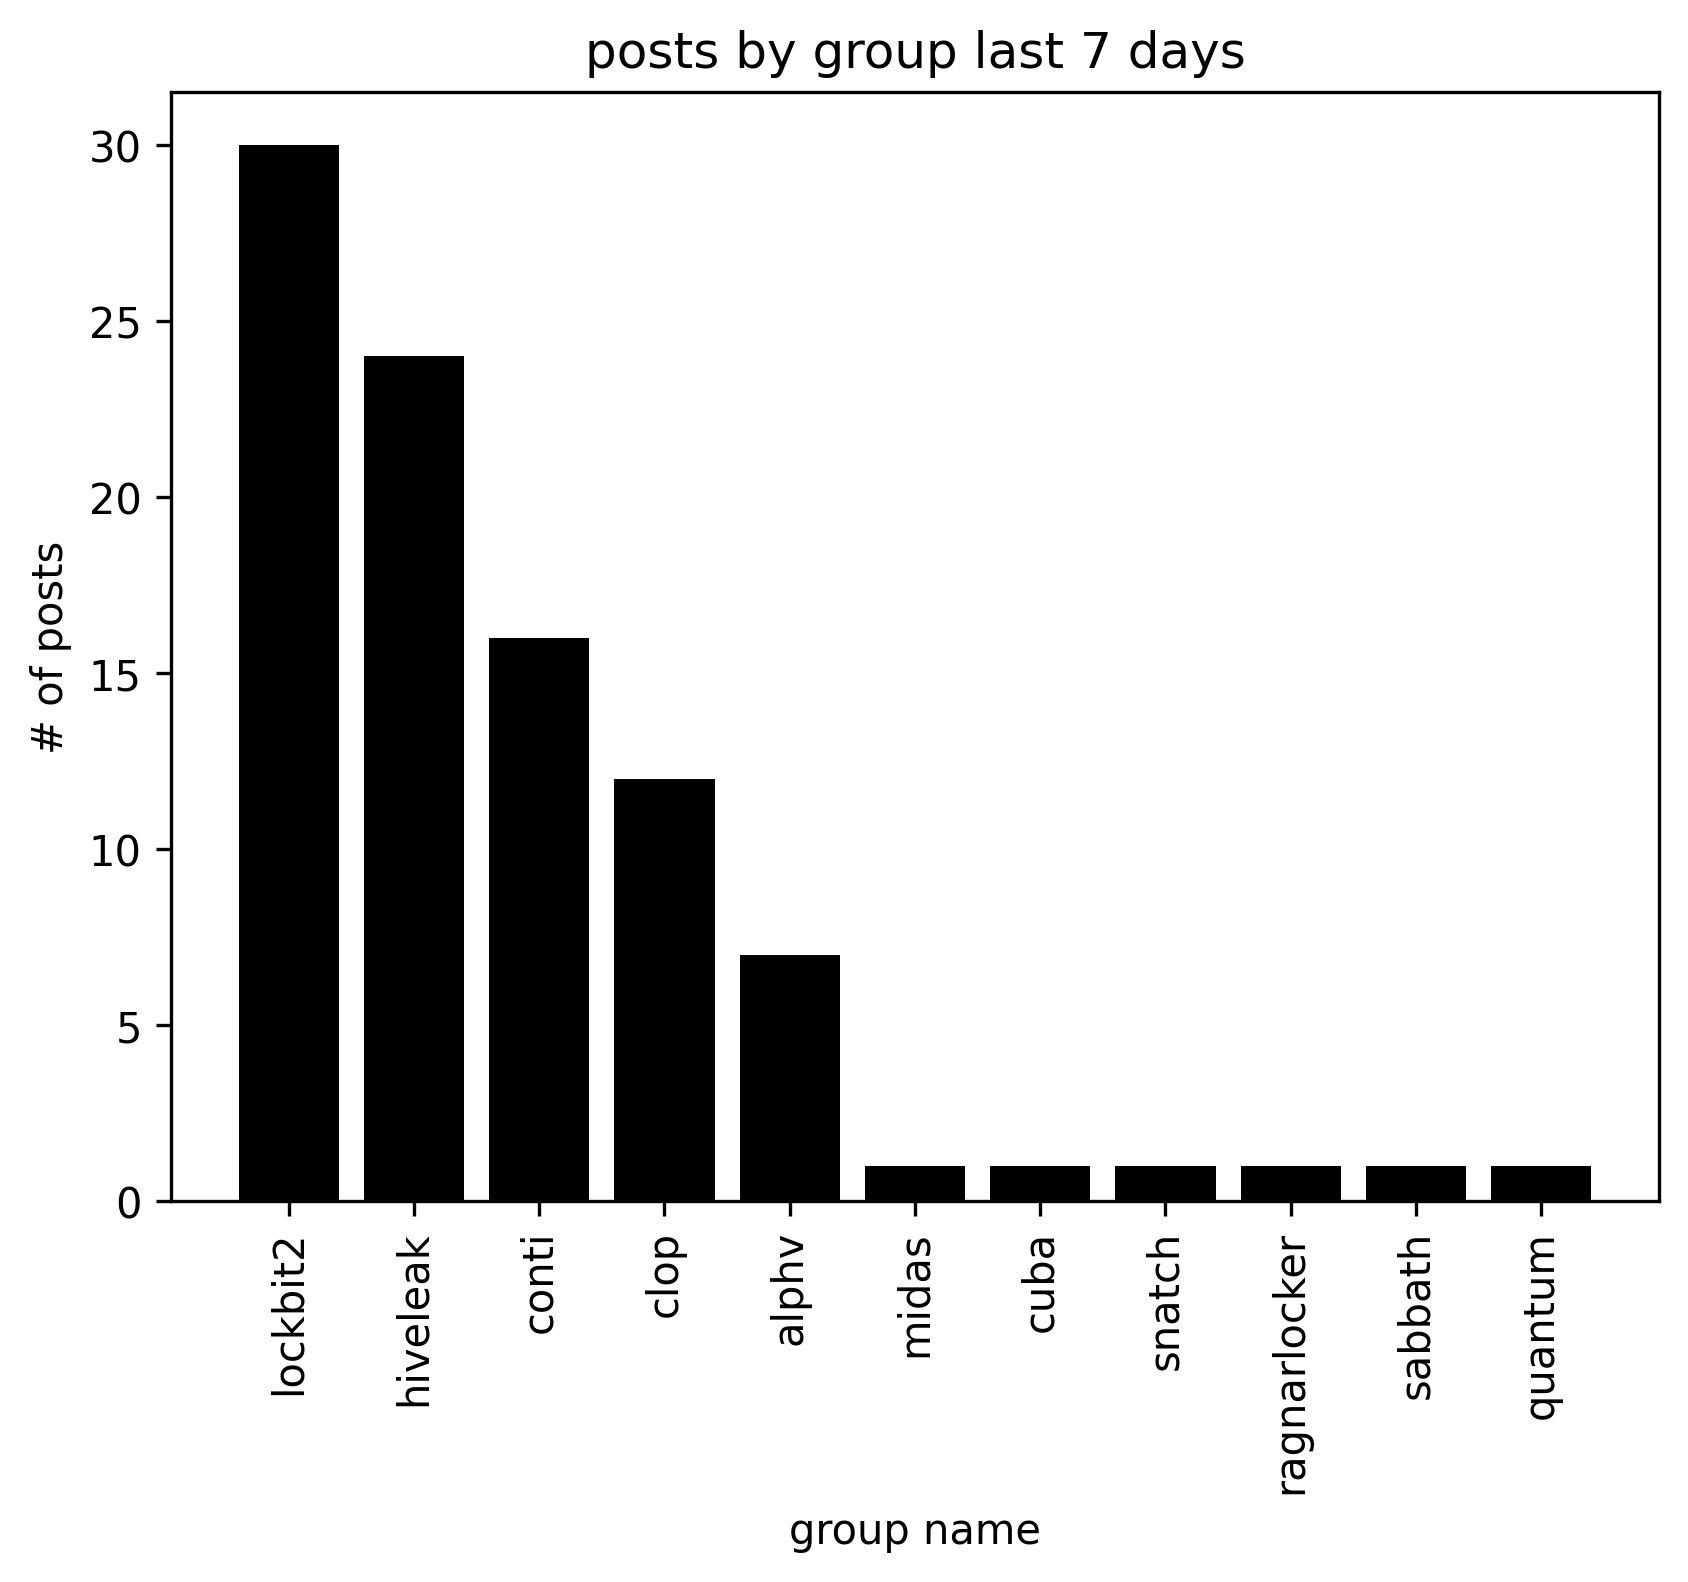 posts by group last 7 days
30
25
20
15
10
5
0
# of posts
lockbit2
hiveleak
conti
clop
alphv
midas
cuba
snatch
ragnarlocker
sabbath
quantum
group name